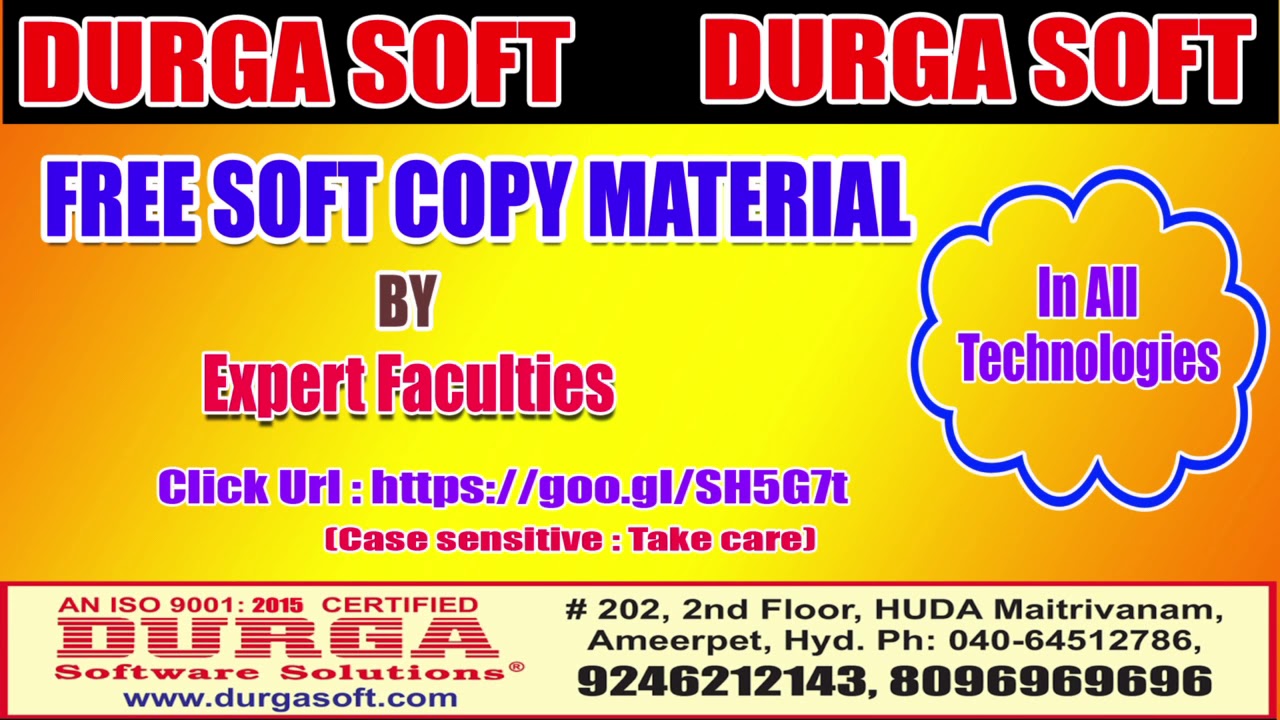 DURGA SOFT DURGA SOFT
FREE SOFT COPY MATERIAL
BY
Expert Faculties
In All
Technologies
Click Url : https://goo.gl/SH5G7t
(Case sensitive : Take care)
AN ISO 9001: 2015 CERTIFIED
DURGA
Software Solutions®
www.durgasoft.com
# 202, 2nd Floor, HUDA Maitrivanam,
Ameerpet, Hyd. Ph: 040-64512786,
9246212143, 8096969696